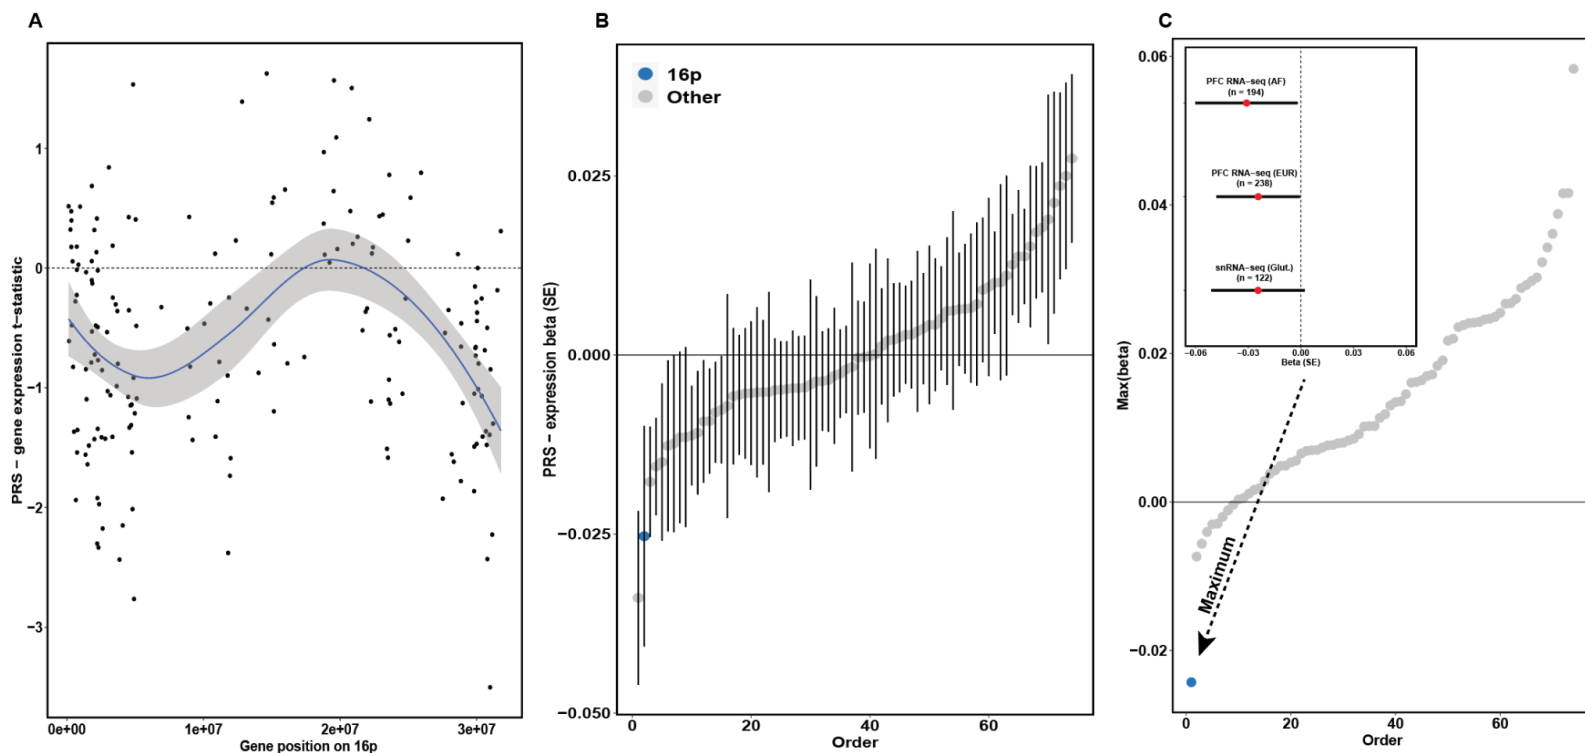 A
PRS – gene expression t–statistic
1
0
−1
−2
−3
0e+00
1e+07
2e+07
3e+07
Gene position on 16p
B
16p
Other
PRS – expression beta (SE)
0.025
0.000
−0.025
−0.050
0
20
40
60
Order
C
Max(beta)
0.06
0.04
0.02
0.00
−0.02
PFC RNA–seq (AF)
(n = 194)
PFC RNA–seq (EUR)
(n = 238)
snRNA–seq (Glut.)
(n = 122)
−0.06
−0.03
0.00
0.03
0.06
Beta (SE)
Maximum
0
20
40
60
Order